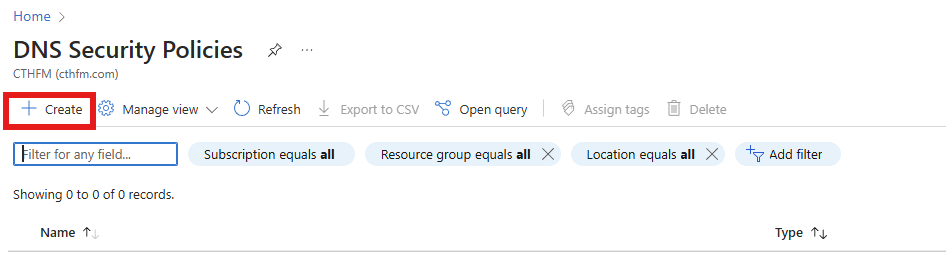 Home
DNS Security Policies
CTHFM (cthfm.com)
Create Manage view Refresh Export to CSV Open query Assign tags Delete
Filter for any field... Subscription equals all Resource group equals all Location equals all Add filter
Showing 0 to 0 of 0 records.
Name Type